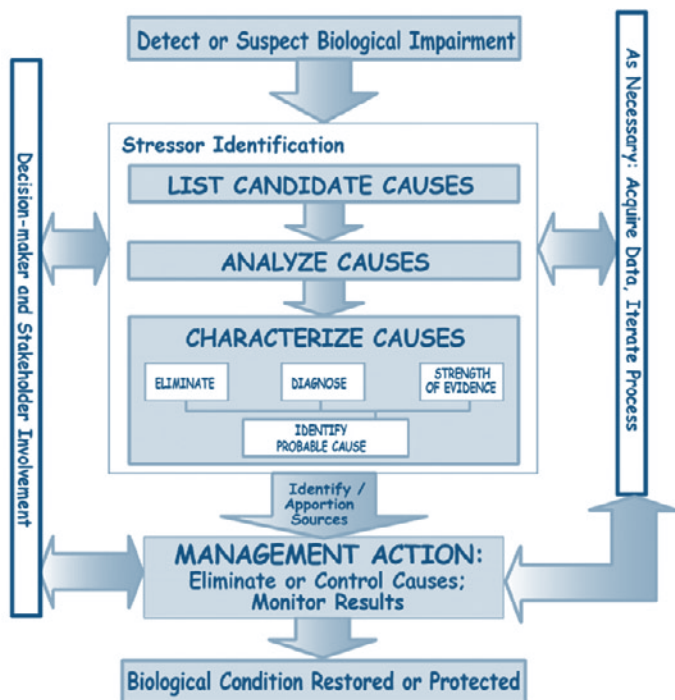 Detect or Suspect Biological Impairment
Stressor Identification
LIST CANDIDATE CAUSES
ANALYZE CAUSES
CHARACTERIZE CAUSES
ELIMINATE
DIAGNOSE
STRENGTH
OF EVIDENCE
IDENTIFY
PROBABLE CAUSE
Identify /
Apportion
Sources
MANAGEMENT ACTION:
Eliminate or Control Causes;
Monitor Results
Biological Condition Restored or Protected
Decision-maker and Stakeholder Involvement
As Necessary: Acquire Data, Iterate Process